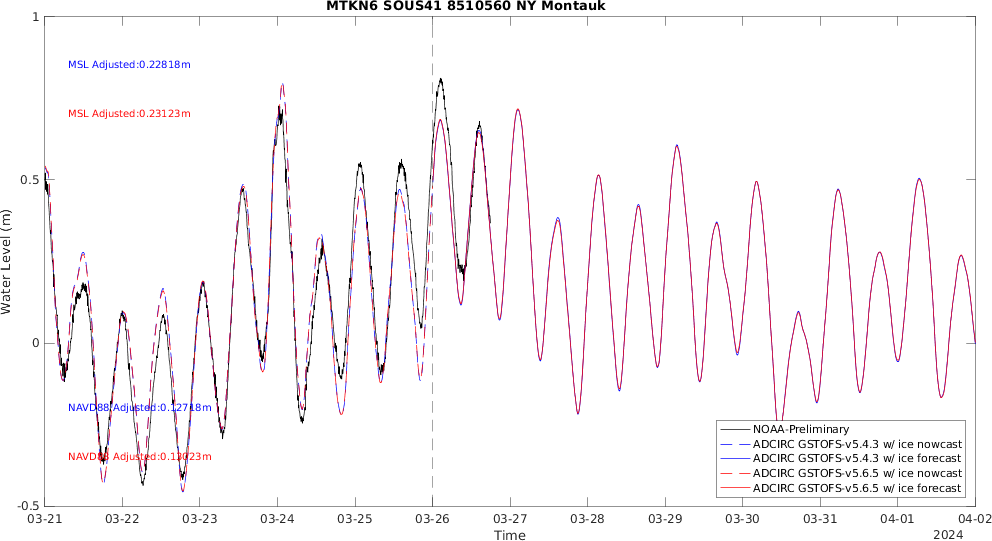 MTKN6 SOUS41 8510560 NY Montauk
1
MSL Adjusted:0.22818m
MSL Adjusted:0.23123m
0.5
Water Level (m)
0
NAVD88 Adjusted:0.12718m
NAVD88 Adjusted:0.13023m
NOAA-Preliminary
ADCIRC GSTOFS-v5.4.3 w/ ice nowcast
ADCIRC GSTOFS-v5.4.3 w/ ice forecast
ADCIRC GSTOFS-v5.6.5 w/ ice nowcast
ADCIRC GSTOFS-v5.6.5 w/ ice forecast
-0.5
03-21 03-22 03-23 03-24 03-25 03-26 03-27 03-28 03-29 03-30 03-31 04-01 04-02
Time 2024